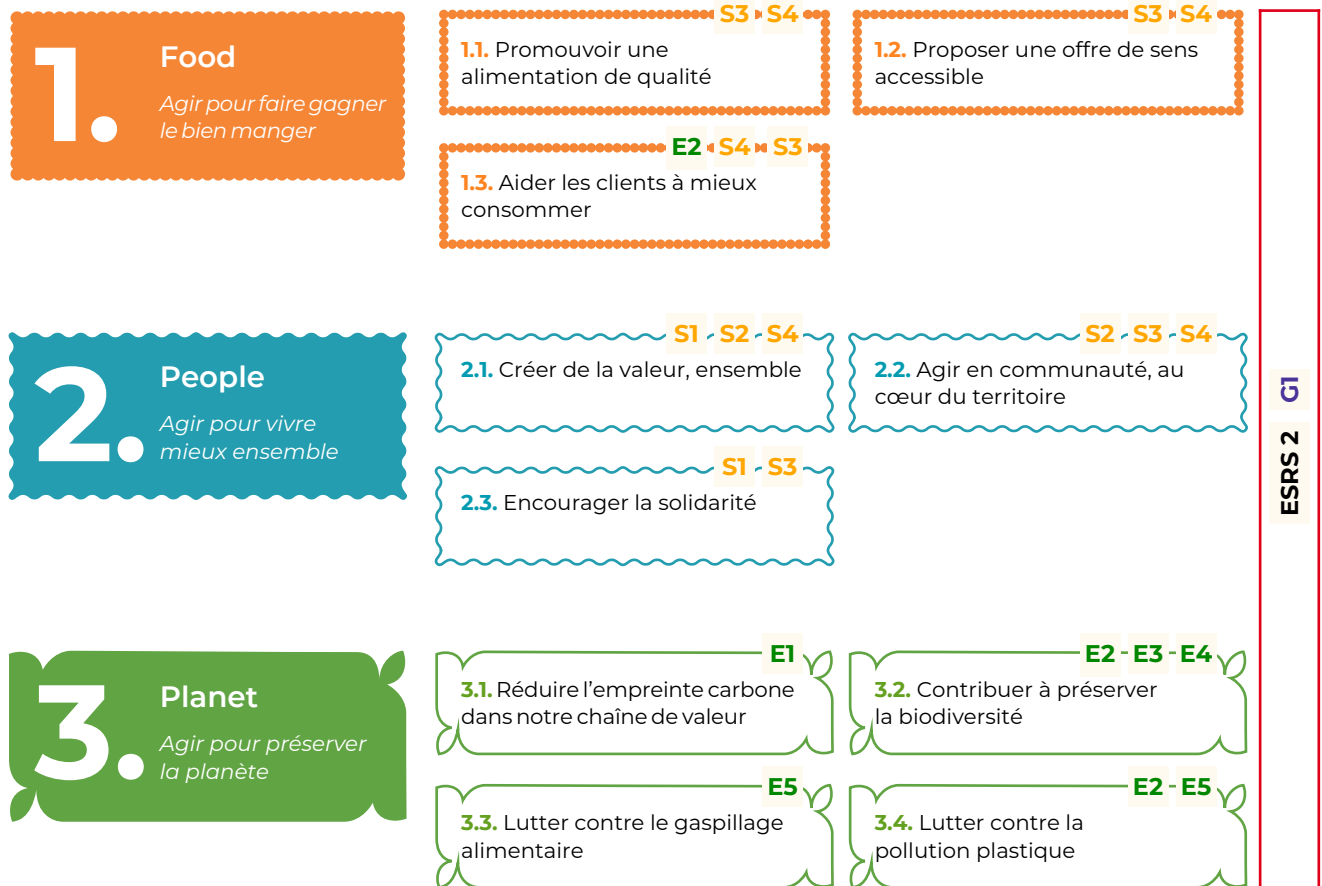 1.
Food
Agir pour faire gagner
le bien manger
S3 S4
1.1. Promouvoir une
alimentation de qualité
S3 S4
1.2. Proposer une offre de sens
accessible
E2 S4 S3
1.3. Aider les clients à mieux
consommer
2.
People
Agir pour vivre
mieux ensemble
S1 S2 S4
2.1. Créer de la valeur, ensemble
S2 S3 S4
2.2. Agir en communauté, au
cœur du territoire
S1 S3
2.3. Encourager la solidarité
3.
Planet
Agir pour préserver
la planète
E1
3.1. Réduire l’empreinte carbone
dans notre chaîne de valeur
E2 E3 E4
3.2. Contribuer à préserver
la biodiversité
E5
3.3. Lutter contre le gaspillage
alimentaire
E2 E5
3.4. Lutter contre la
pollution plastique
ESRS 2 G1